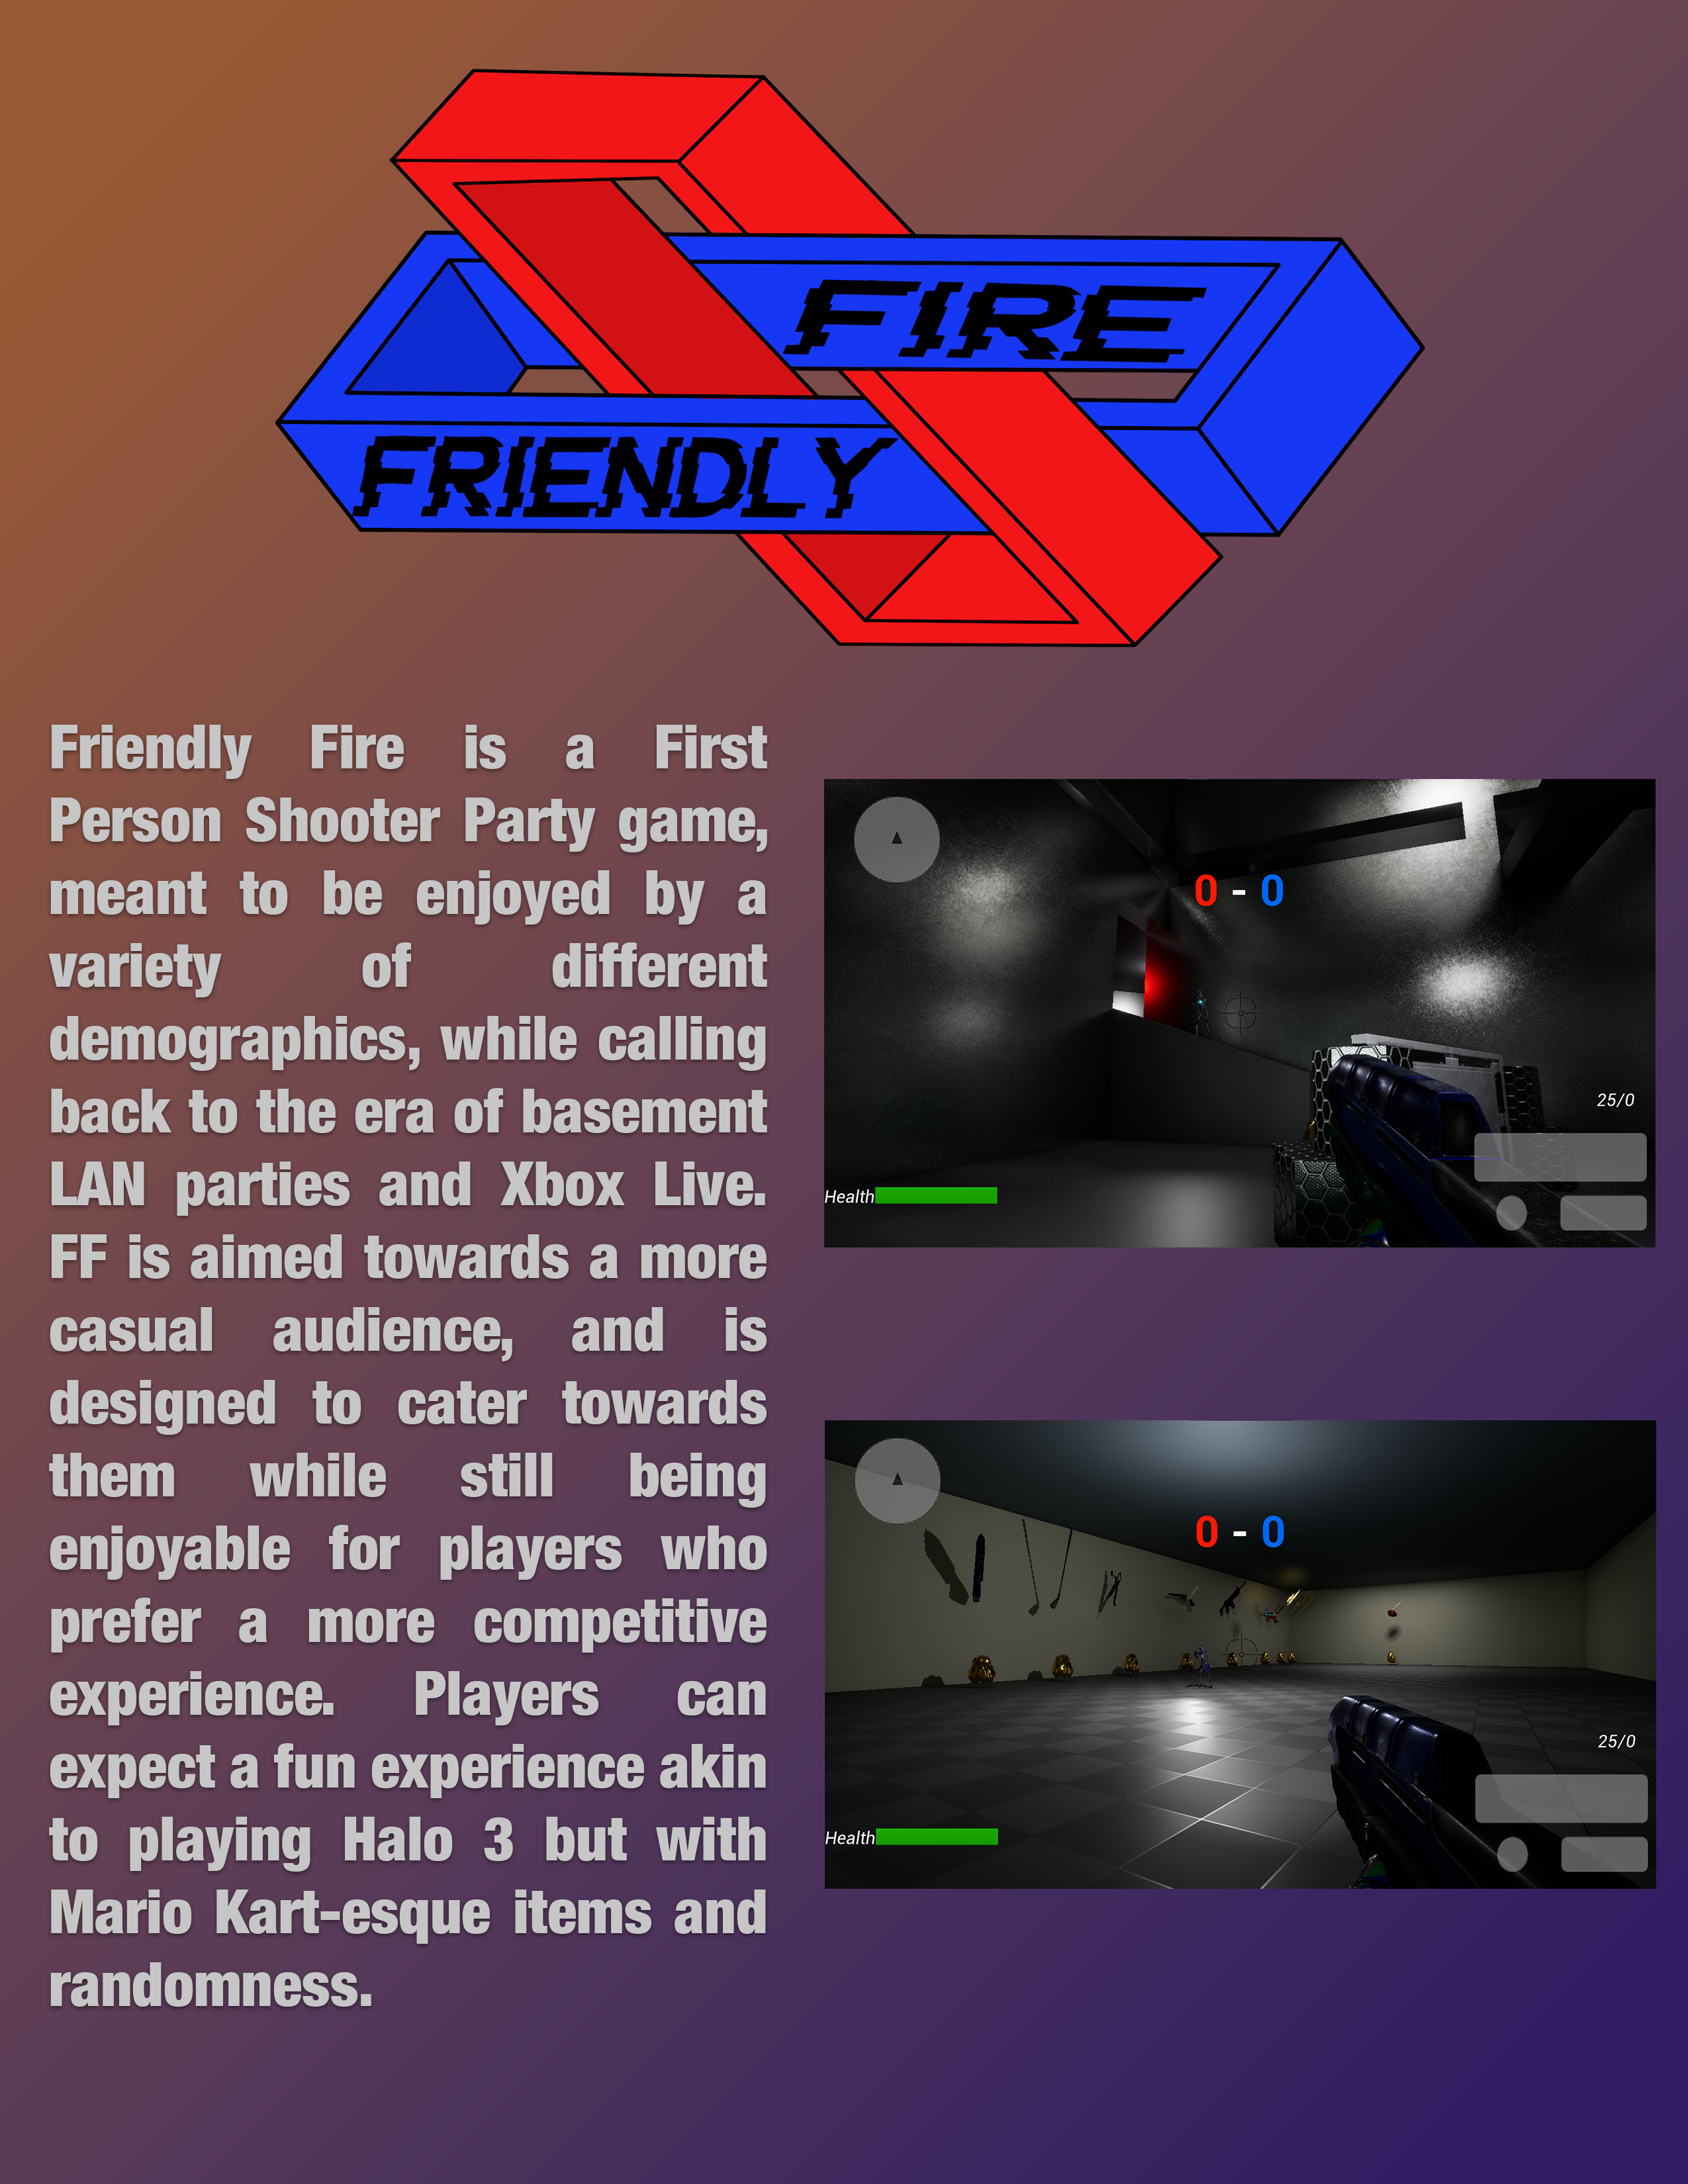 FIRE
FRIENDLY
Friendly Fire is a First
Person Shooter Party game,
meant to be enjoyed by a
variety of different
demographics, while calling
back to the era of basement
LAN parties and Xbox Live.
FF is aimed towards a more
casual audience, and is
designed to cater towards
them while still being
enjoyable for players who
prefer a more competitive
experience. Players can
expect a fun experience akin
to playing Halo 3 but with
Mario Kart-esque items and
randomness.
0 - 0
25/0
Health
0 - 0
25/0
Health